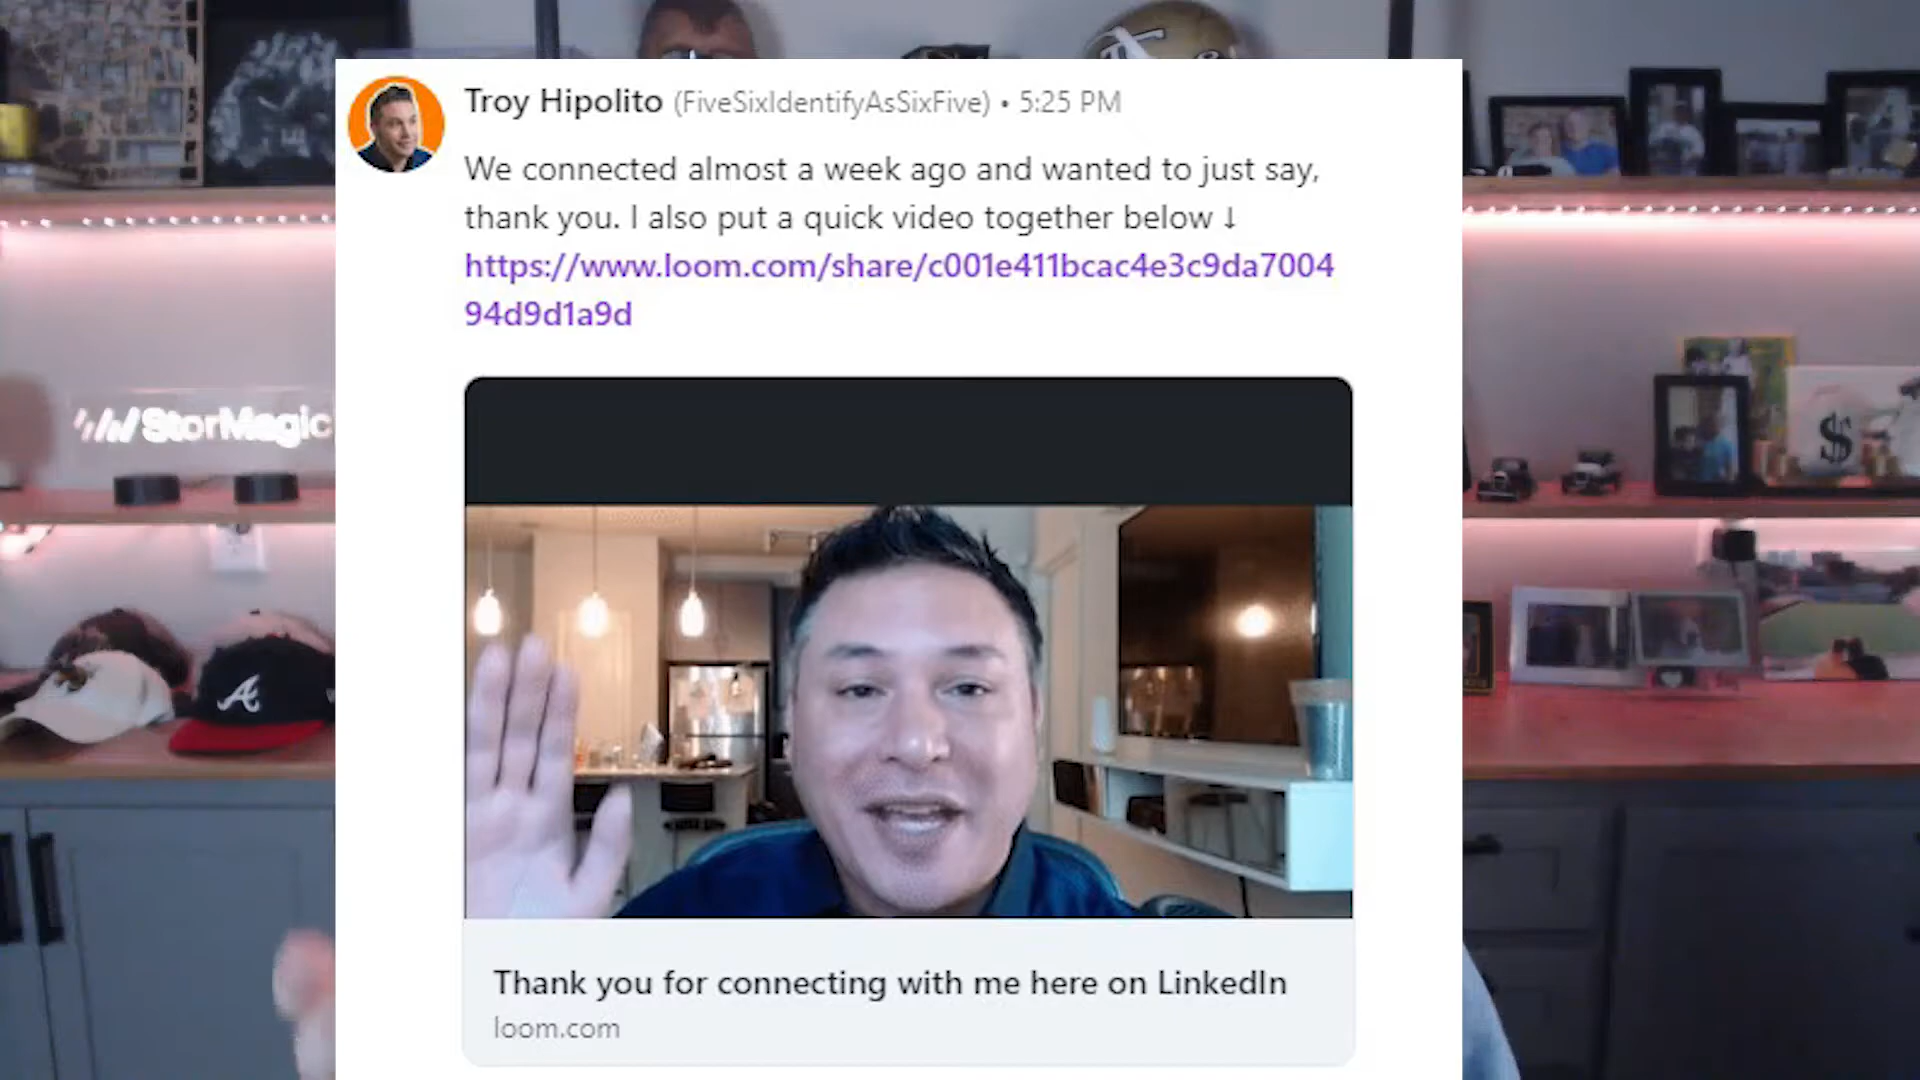 Troy Hipolito (FiveSixIdentifyAsSixFive) • 5:25 PM
We connected almost a week ago and wanted to just say,
thank you. I also put a quick video together below ↓
https://www.loom.com/share/c001e411bcac4e3c9da7004
94d9d1a9d
StorMagic
A
$
Thank you for connecting with me here on LinkedIn
loom.com